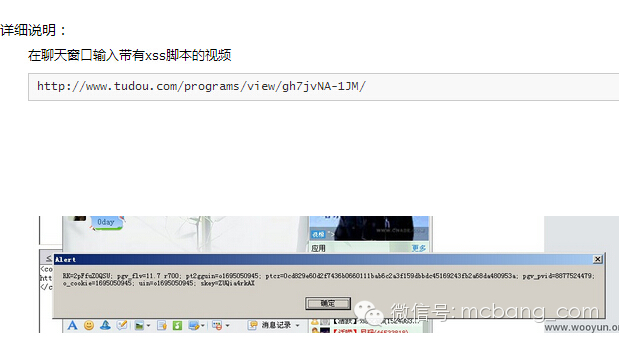 详细说明：
在聊天窗口输入带有xss脚本的视频
http://www.tudou.com/programs/view/gh7jvNA-1JM/
0day
应用 更多
Alert
RK=2pFfuZOQSU; pgv_flv=11.7 r700; pt2gguin=o1695050945; ptcz=0cd829e60d2f7436b0660111bab6c2a3f159dbbdc45169243fb2a68da480953a; pgv_pvid=8877524479;
o_cookie=1695050945; uin=o1695050945; skey=ZUQia4rkAX
确定
消息记录
微信号: mcbang_com
www.wooyun.o